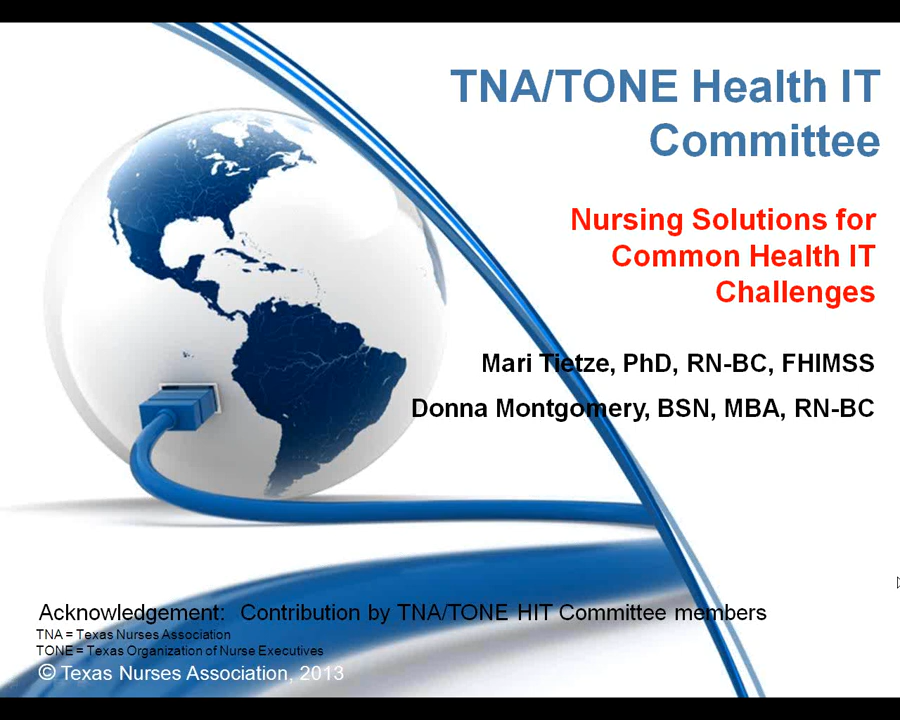 TNA/TONE Health IT
Committee
Nursing Solutions for
Common Health IT
Challenges
Mari Tietze, PhD, RN-BC, FHIMSS
Donna Montgomery, BSN, MBA, RN-BC
Acknowledgement: Contribution by TNA/TONE HIT Committee members
TNA = Texas Nurses Association
TONE = Texas Organization of Nurse Executives
© Texas Nurses Association, 2013